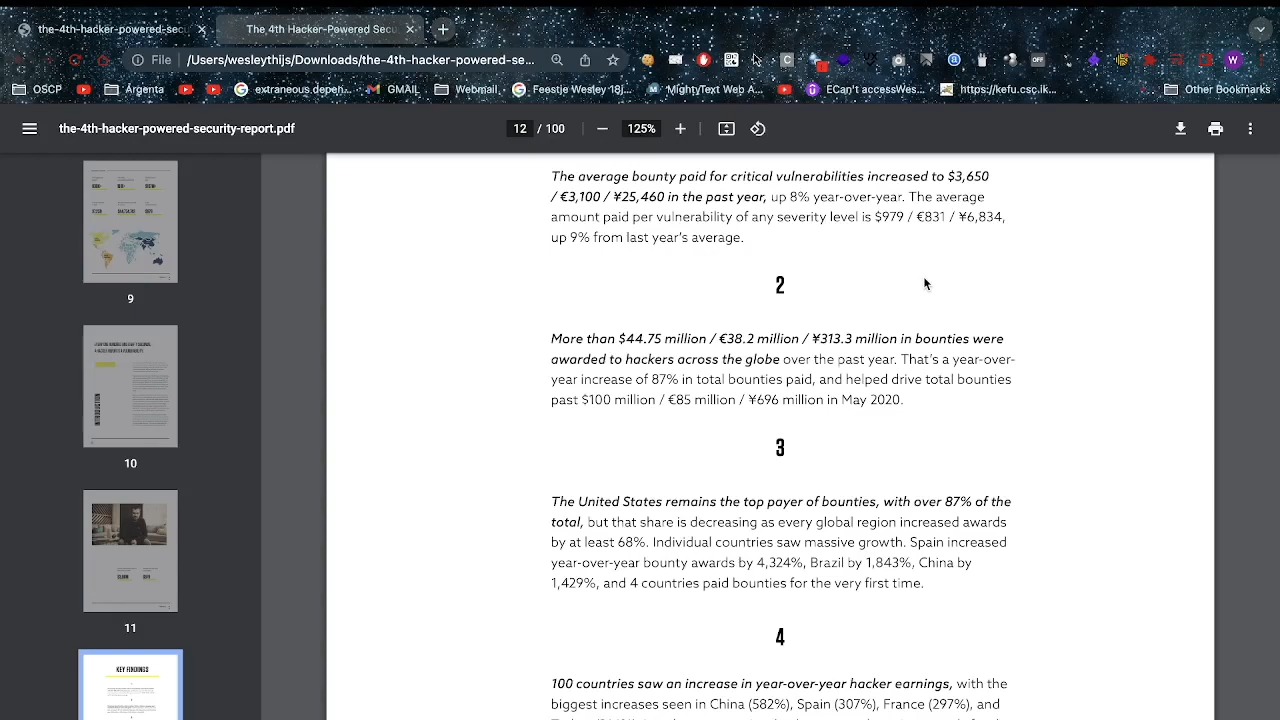 the-4th-hacker-powered-sec
The 4th Hacker-Powered Secu
File
/Users/wesleythijs/Downloads/the-4th-hacker-powered-se...
OFF
W
OSCP
Argenta
extraneous.depen...
GMAIL
Webmail
Feestje Wesley 18j...
MightyText Web A...
ECan't accessWes...
https://kefu.csc.lk...
Other Bookmarks
the-4th-hacker-powered-security-report.pdf
12 / 100
125%
9
10
11
INTRODUCTION
KEY FINDINGS
The average bounty paid for critical vulnerabilities increased to $3,650
/ €3,100 / ¥25,460 in the past year, up 8% year-over-year. The average
amount paid per vulnerability of any severity level is $979 / €831 / ¥6,834,
up 9% from last year's average.
2
More than $44.75 million / €38.2 million / ¥313.3 million in bounties were
awarded to hackers across the globe over the past year. That's a year-over-
year increase of 87% in total bounties paid, and helped drive total bounties
past $100 million / €85 million / ¥696 million in May 2020.
3
The United States remains the top payer of bounties, with over 87% of the
total, but that share is decreasing as every global region increased awards
by at least 68%. Individual countries saw massive growth. Spain increased
year-over-year bounty awards by 4,324%, Brazil by 1,843%, China by
1,429%, and 4 countries paid bounties for the very first time.
4
100 countries saw an increase in year-over-year hacker earnings, with the
biggest increases seen in China (582%), Spain (307%), France (297%), and